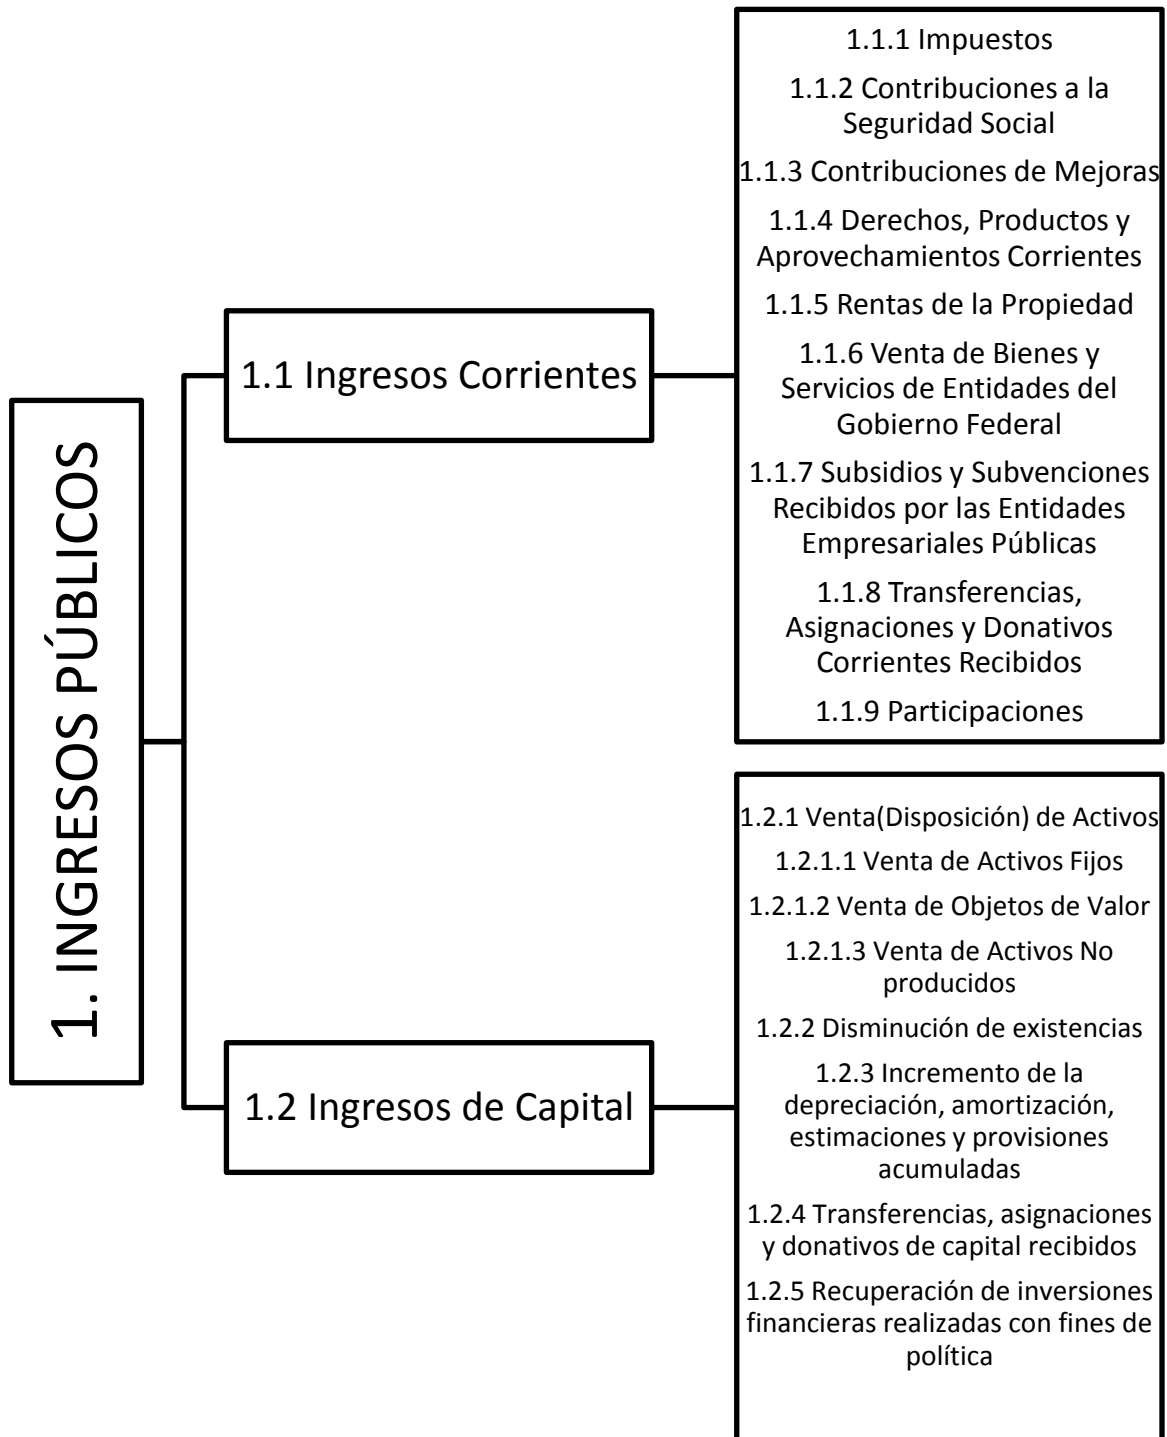 1. INGRESOS PÚBLICOS
1.1 Ingresos Corrientes
1.1.1 Impuestos
1.1.2 Contribuciones a la
Seguridad Social
1.1.3 Contribuciones de Mejoras
1.1.4 Derechos, Productos y
Aprovechamientos Corrientes
1.1.5 Rentas de la Propiedad
1.1.6 Venta de Bienes y
Servicios de Entidades del
Gobierno Federal
1.1.7 Subsidios y Subvenciones
Recibidos por las Entidades
Empresariales Públicas
1.1.8 Transferencias,
Asignaciones y Donativos
Corrientes Recibidos
1.1.9 Participaciones
1.2 Ingresos de Capital
1.2.1 Venta(Disposición) de Activos
1.2.1.1 Venta de Activos Fijos
1.2.1.2 Venta de Objetos de Valor
1.2.1.3 Venta de Activos No
producidos
1.2.2 Disminución de existencias
1.2.3 Incremento de la
depreciación, amortización,
estimaciones y provisiones
acumuladas
1.2.4 Transferencias, asignaciones
y donativos de capital recibidos
1.2.5 Recuperación de inversiones
financieras realizadas con fines de
política